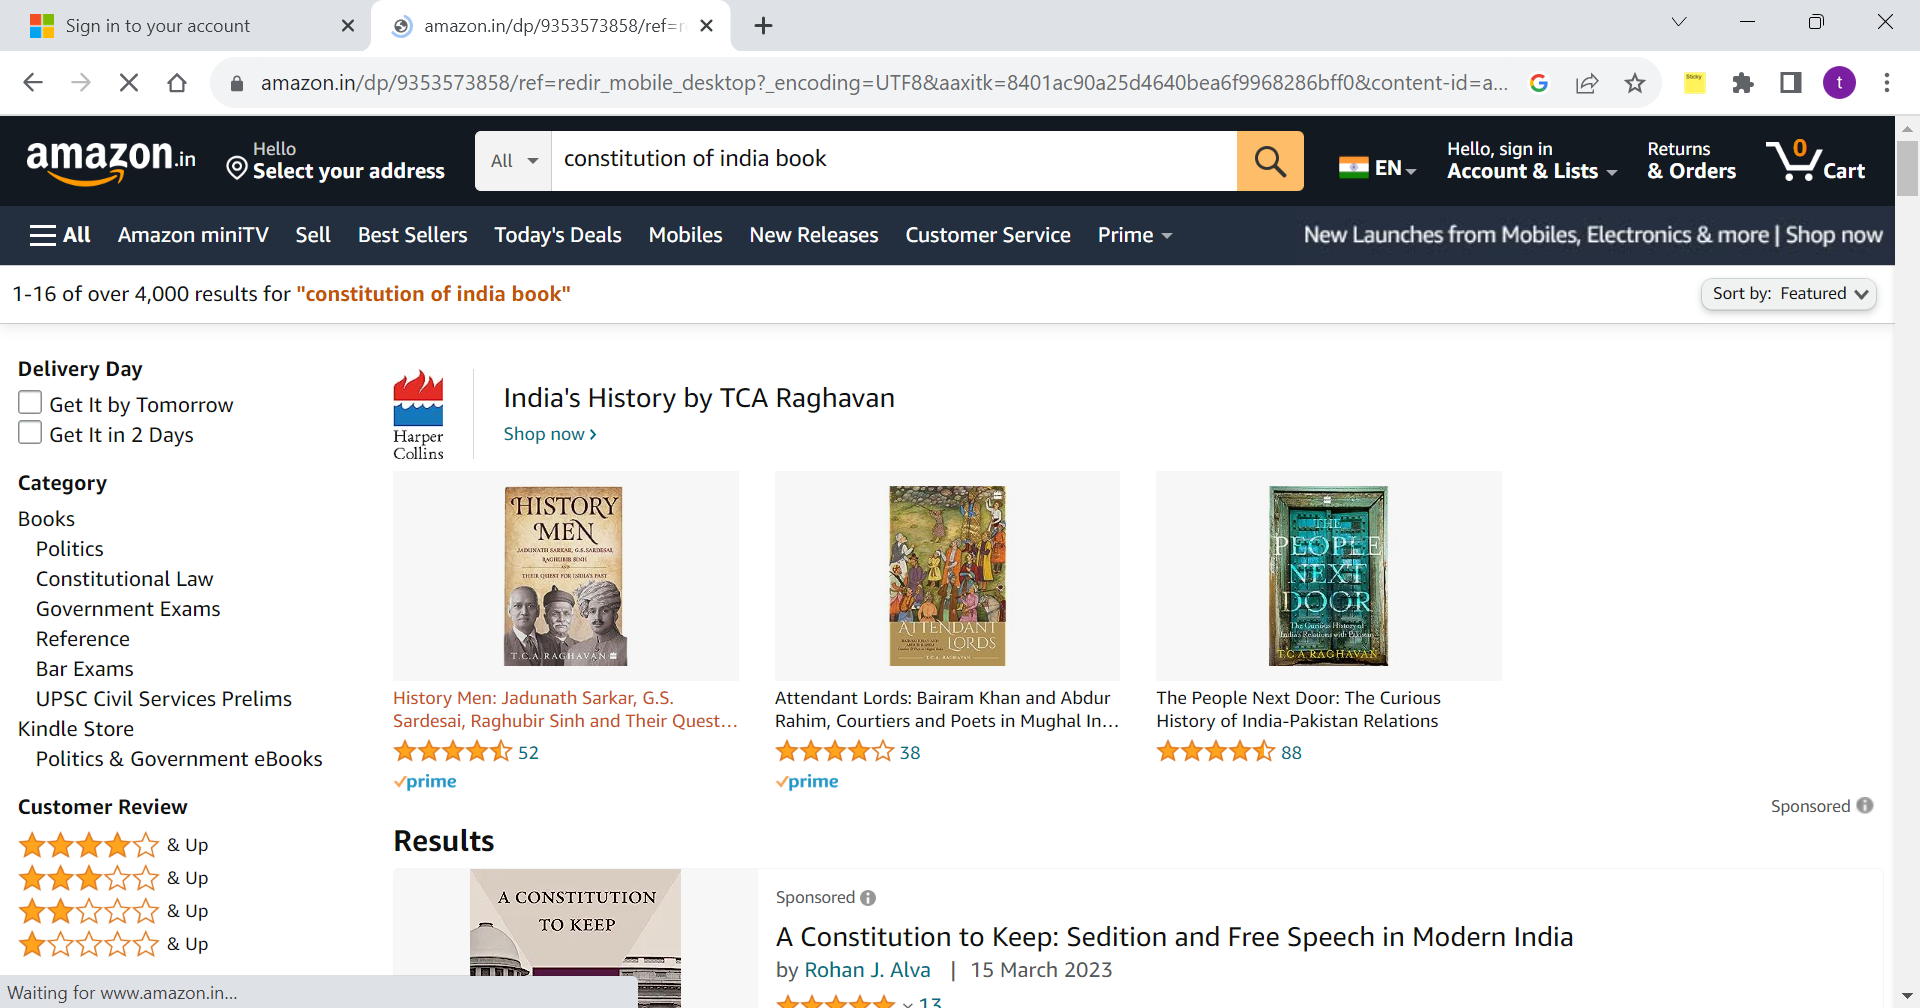 Sign in to your account
amazon.in/dp/9353573858/ref=r
amazon.in/dp/9353573858/ref=redir_mobile_desktop?_encoding=UTF8&aaxitk=8401ac90a25d4640bea6f9968286bff0&content-id=a...
Sticky
t
amazon.in
Hello
Select your address
All
constitution of india book
EN
Hello, sign in
Account & Lists
Returns
& Orders
0
Cart
All
Amazon miniTV
Sell
Best Sellers
Today's Deals
Mobiles
New Releases
Customer Service
Prime
New Launches from Mobiles, Electronics & more | Shop now
1-16 of over 4,000 results for "constitution of india book"
Sort by: Featured
Delivery Day
Get It by Tomorrow
Get It in 2 Days
Category
Books
Politics
Constitutional Law
Government Exams
Reference
Bar Exams
UPSC Civil Services Prelims
Kindle Store
Politics & Government eBooks
Customer Review
& Up
& Up
& Up
& Up
Harper
Collins
India's History by TCA Raghavan
Shop now ›
HISTORY
MEN
JADUNATH SARKAR, G.S. SARDESAI,
RAGHUBIR SINH
AND
THEIR QUEST FOR INDIA'S PAST
T.C.A. RAGHAVAN
History Men: Jadunath Sarkar, G.S.
Sardesai, Raghubir Sinh and Their Quest...
52
prime
ATTENDANT
LORDS
T.C.A. RAGHAVAN
Attendant Lords: Bairam Khan and Abdur
Rahim, Courtiers and Poets in Mughal In...
38
prime
THE
PEOPLE
NEXT
DOOR
The Curious History of
India's Relations with Pakistan
T.C.A RAGHAVAN
The People Next Door: The Curious
History of India-Pakistan Relations
88
Sponsored
Results
A CONSTITUTION
TO KEEP
Sponsored
A Constitution to Keep: Sedition and Free Speech in Modern India
by Rohan J. Alva | 15 March 2023
13
Waiting for www.amazon.in...